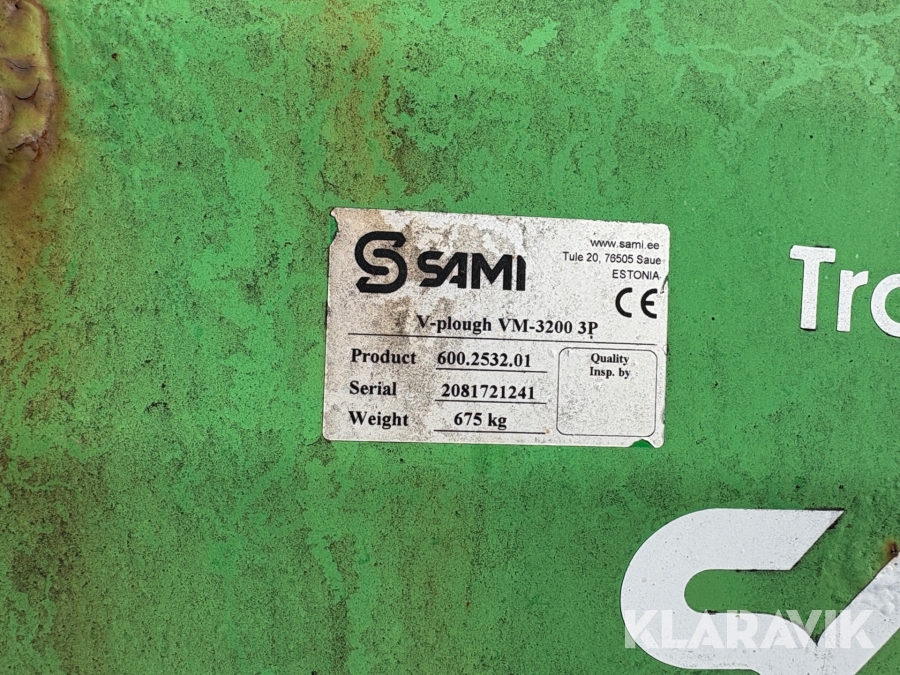 SAMI
www.sami.ee
Tule 20, 76505 Saue
ESTONIA
CE
V-plough VM-3200 3P
Product 600.2532.01
Serial 2081721241
Weight 675 kg
Quality
Insp. by
Tra
KLARAVIK